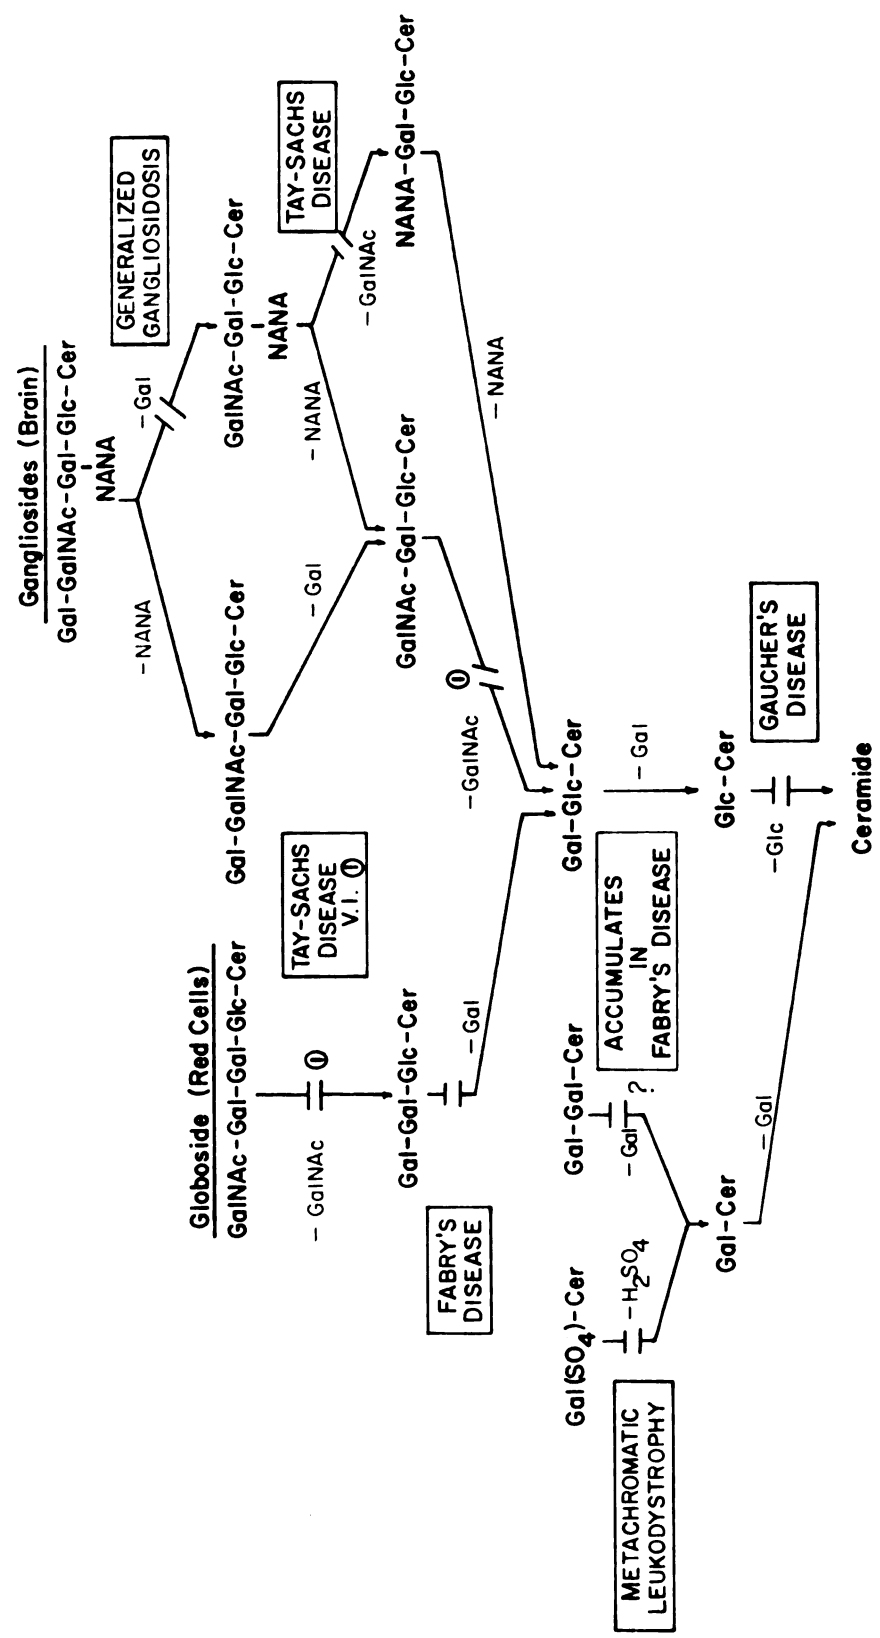 Gangliosides (Brain)
Gal-GalNAc-Gal-Glc-Cer
NANA
-NANA
-Gal
GENERALIZED
GANGLIOSIDOSIS
Globoside (Red Cells)
GalNAc-Gal-Gal-Glc-Cer
Gal-GalNAc-Gal-Glc-Cer
GalNAc-Gal-Glc-Cer
NANA
- GalNAc
①
TAY-SACHS
DISEASE
V.I. ①
-Gal
-NANA
-GalNAc
TAY-SACHS
DISEASE
Gal-Gal-Glc-Cer
GalNAc-Gal-Glc-Cer
NANA-Gal-Glc-Cer
FABRY'S
DISEASE
-Gal
-GalNAc
①
-NANA
Gal(SO4)-Cer
Gal-Gal-Cer
Gal-Glc-Cer
METACHROMATIC
LEUKODYSTROPHY
-H2SO4
-Gal
?
ACCUMULATES
IN
FABRY'S DISEASE
-Gal
Gal-Cer
Glc-Cer
-Gal
-Glc
GAUCHER'S
DISEASE
Ceramide